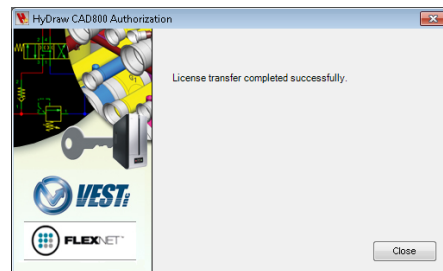 HyDraw CAD800 Authorization
License transfer completed successfully.
VEST
FLEXNET
Close